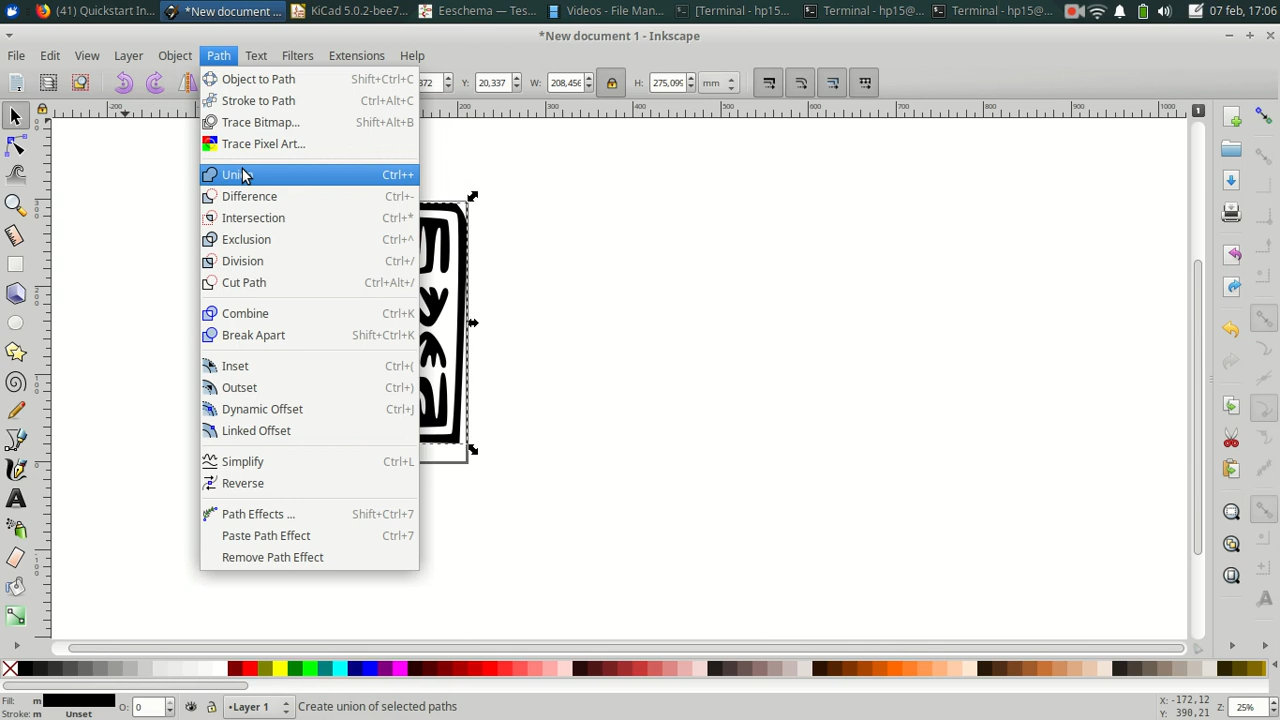 (41) Quickstart In...
*New document ...
KiCad 5.0.2-bee7...
Eeschema — Tes...
Videos - File Man...
[Terminal - hp15@...
Terminal - hp15@...
Terminal - hp15@...
07 feb, 17:06
*New document 1 - Inkscape
File Edit View Layer Object Path Text Filters Extensions Help
Y: 20,337 W: 208,456 H: 275,099 mm
Object to Path Shift+Ctrl+C
Stroke to Path Ctrl+Alt+C
Trace Bitmap... Shift+Alt+B
Trace Pixel Art...
Union Ctrl++
Difference Ctrl+-
Intersection Ctrl+*
Exclusion Ctrl+^
Division Ctrl+/
Cut Path Ctrl+Alt+/
Combine Ctrl+K
Break Apart Shift+Ctrl+K
Inset Ctrl+(
Outset Ctrl+)
Dynamic Offset Ctrl+J
Linked Offset
Simplify Ctrl+L
Reverse
Path Effects ... Shift+Ctrl+7
Paste Path Effect Ctrl+7
Remove Path Effect
Fill: m
Stroke: m Unset
O: 0
Layer 1
Create union of selected paths
X: -172,12
Y: 390,21
Z: 25%